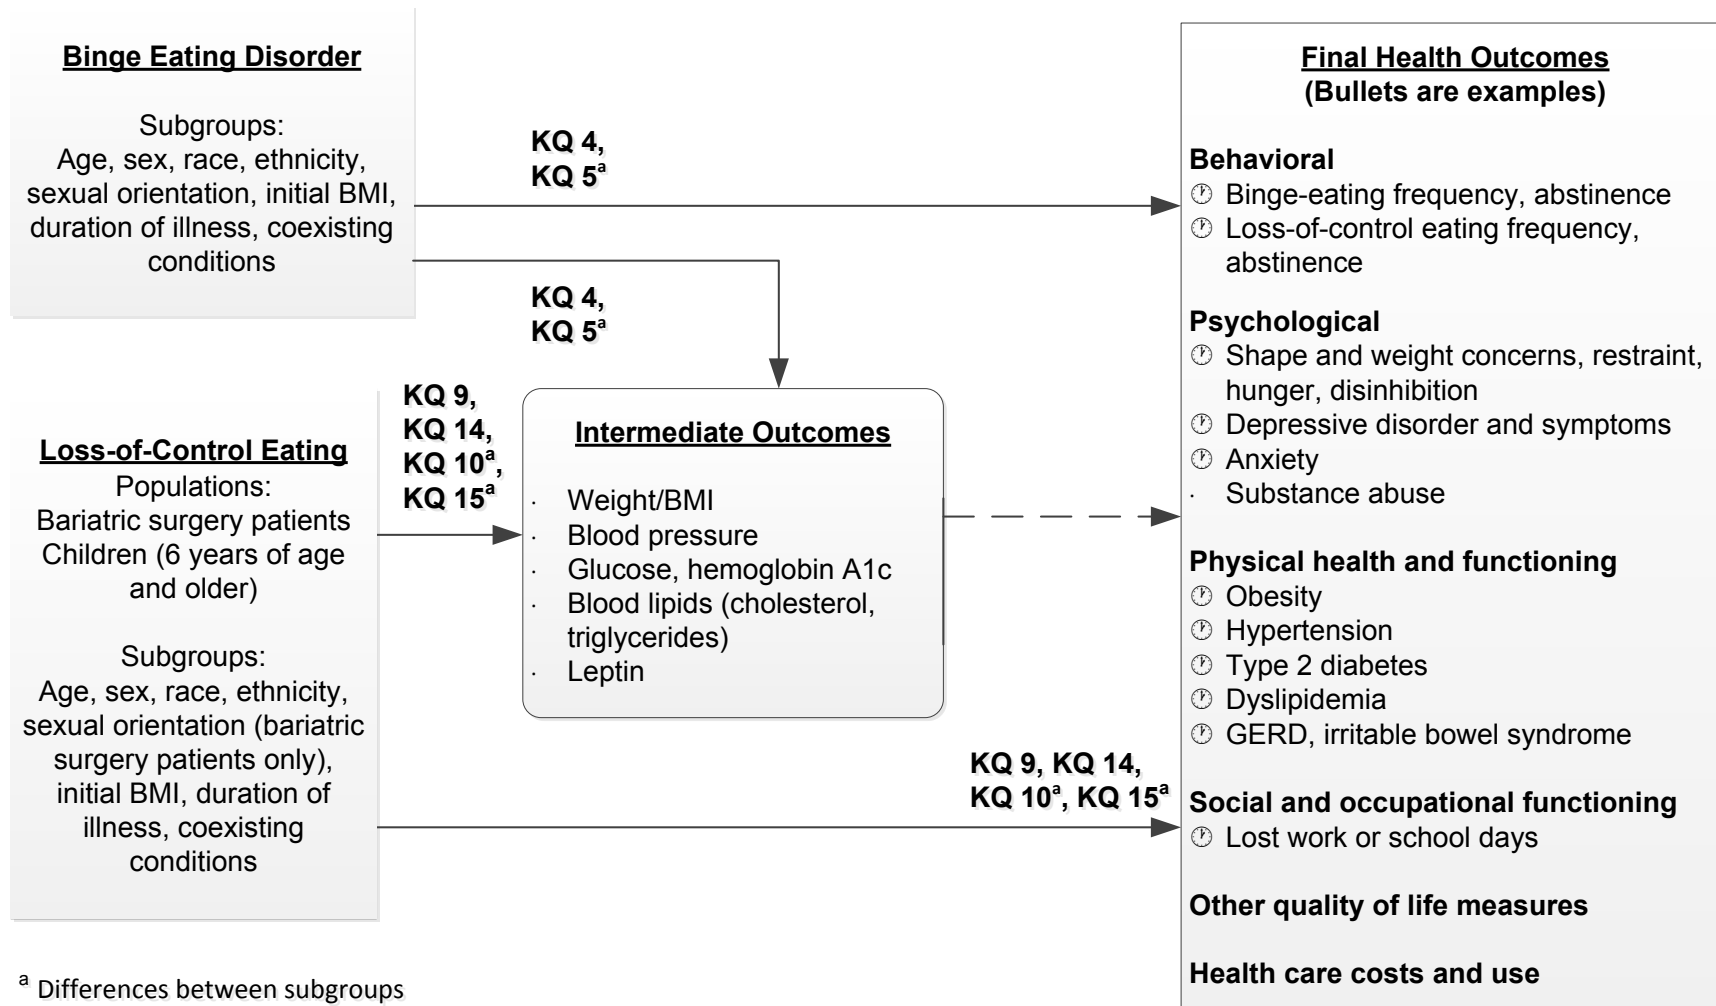 Binge Eating Disorder
Subgroups:
Age, sex, race, ethnicity,
sexual orientation, initial BMI,
duration of illness, coexisting
conditions
KQ 4,
KQ 5a
KQ 4,
KQ 5a
Loss-of-Control Eating
Populations:
Bariatric surgery patients
Children (6 years of age
and older)
Subgroups:
Age, sex, race, ethnicity,
sexual orientation (bariatric
surgery patients only),
initial BMI, duration of
illness, coexisting
conditions
KQ 9,
KQ 14,
KQ 10a,
KQ 15a
Intermediate Outcomes
· Weight/BMI
· Blood pressure
· Glucose, hemoglobin A1c
· Blood lipids (cholesterol,
triglycerides)
· Leptin
KQ 9, KQ 14,
KQ 10a, KQ 15a
Final Health Outcomes
(Bullets are examples)
Behavioral
Binge-eating frequency, abstinence
Loss-of-control eating frequency,
abstinence
Psychological
Shape and weight concerns, restraint,
hunger, disinhibition
Depressive disorder and symptoms
Anxiety
· Substance abuse
Physical health and functioning
Obesity
Hypertension
Type 2 diabetes
Dyslipidemia
GERD, irritable bowel syndrome
Social and occupational functioning
Lost work or school days
Other quality of life measures
Health care costs and use
a Differences between subgroups